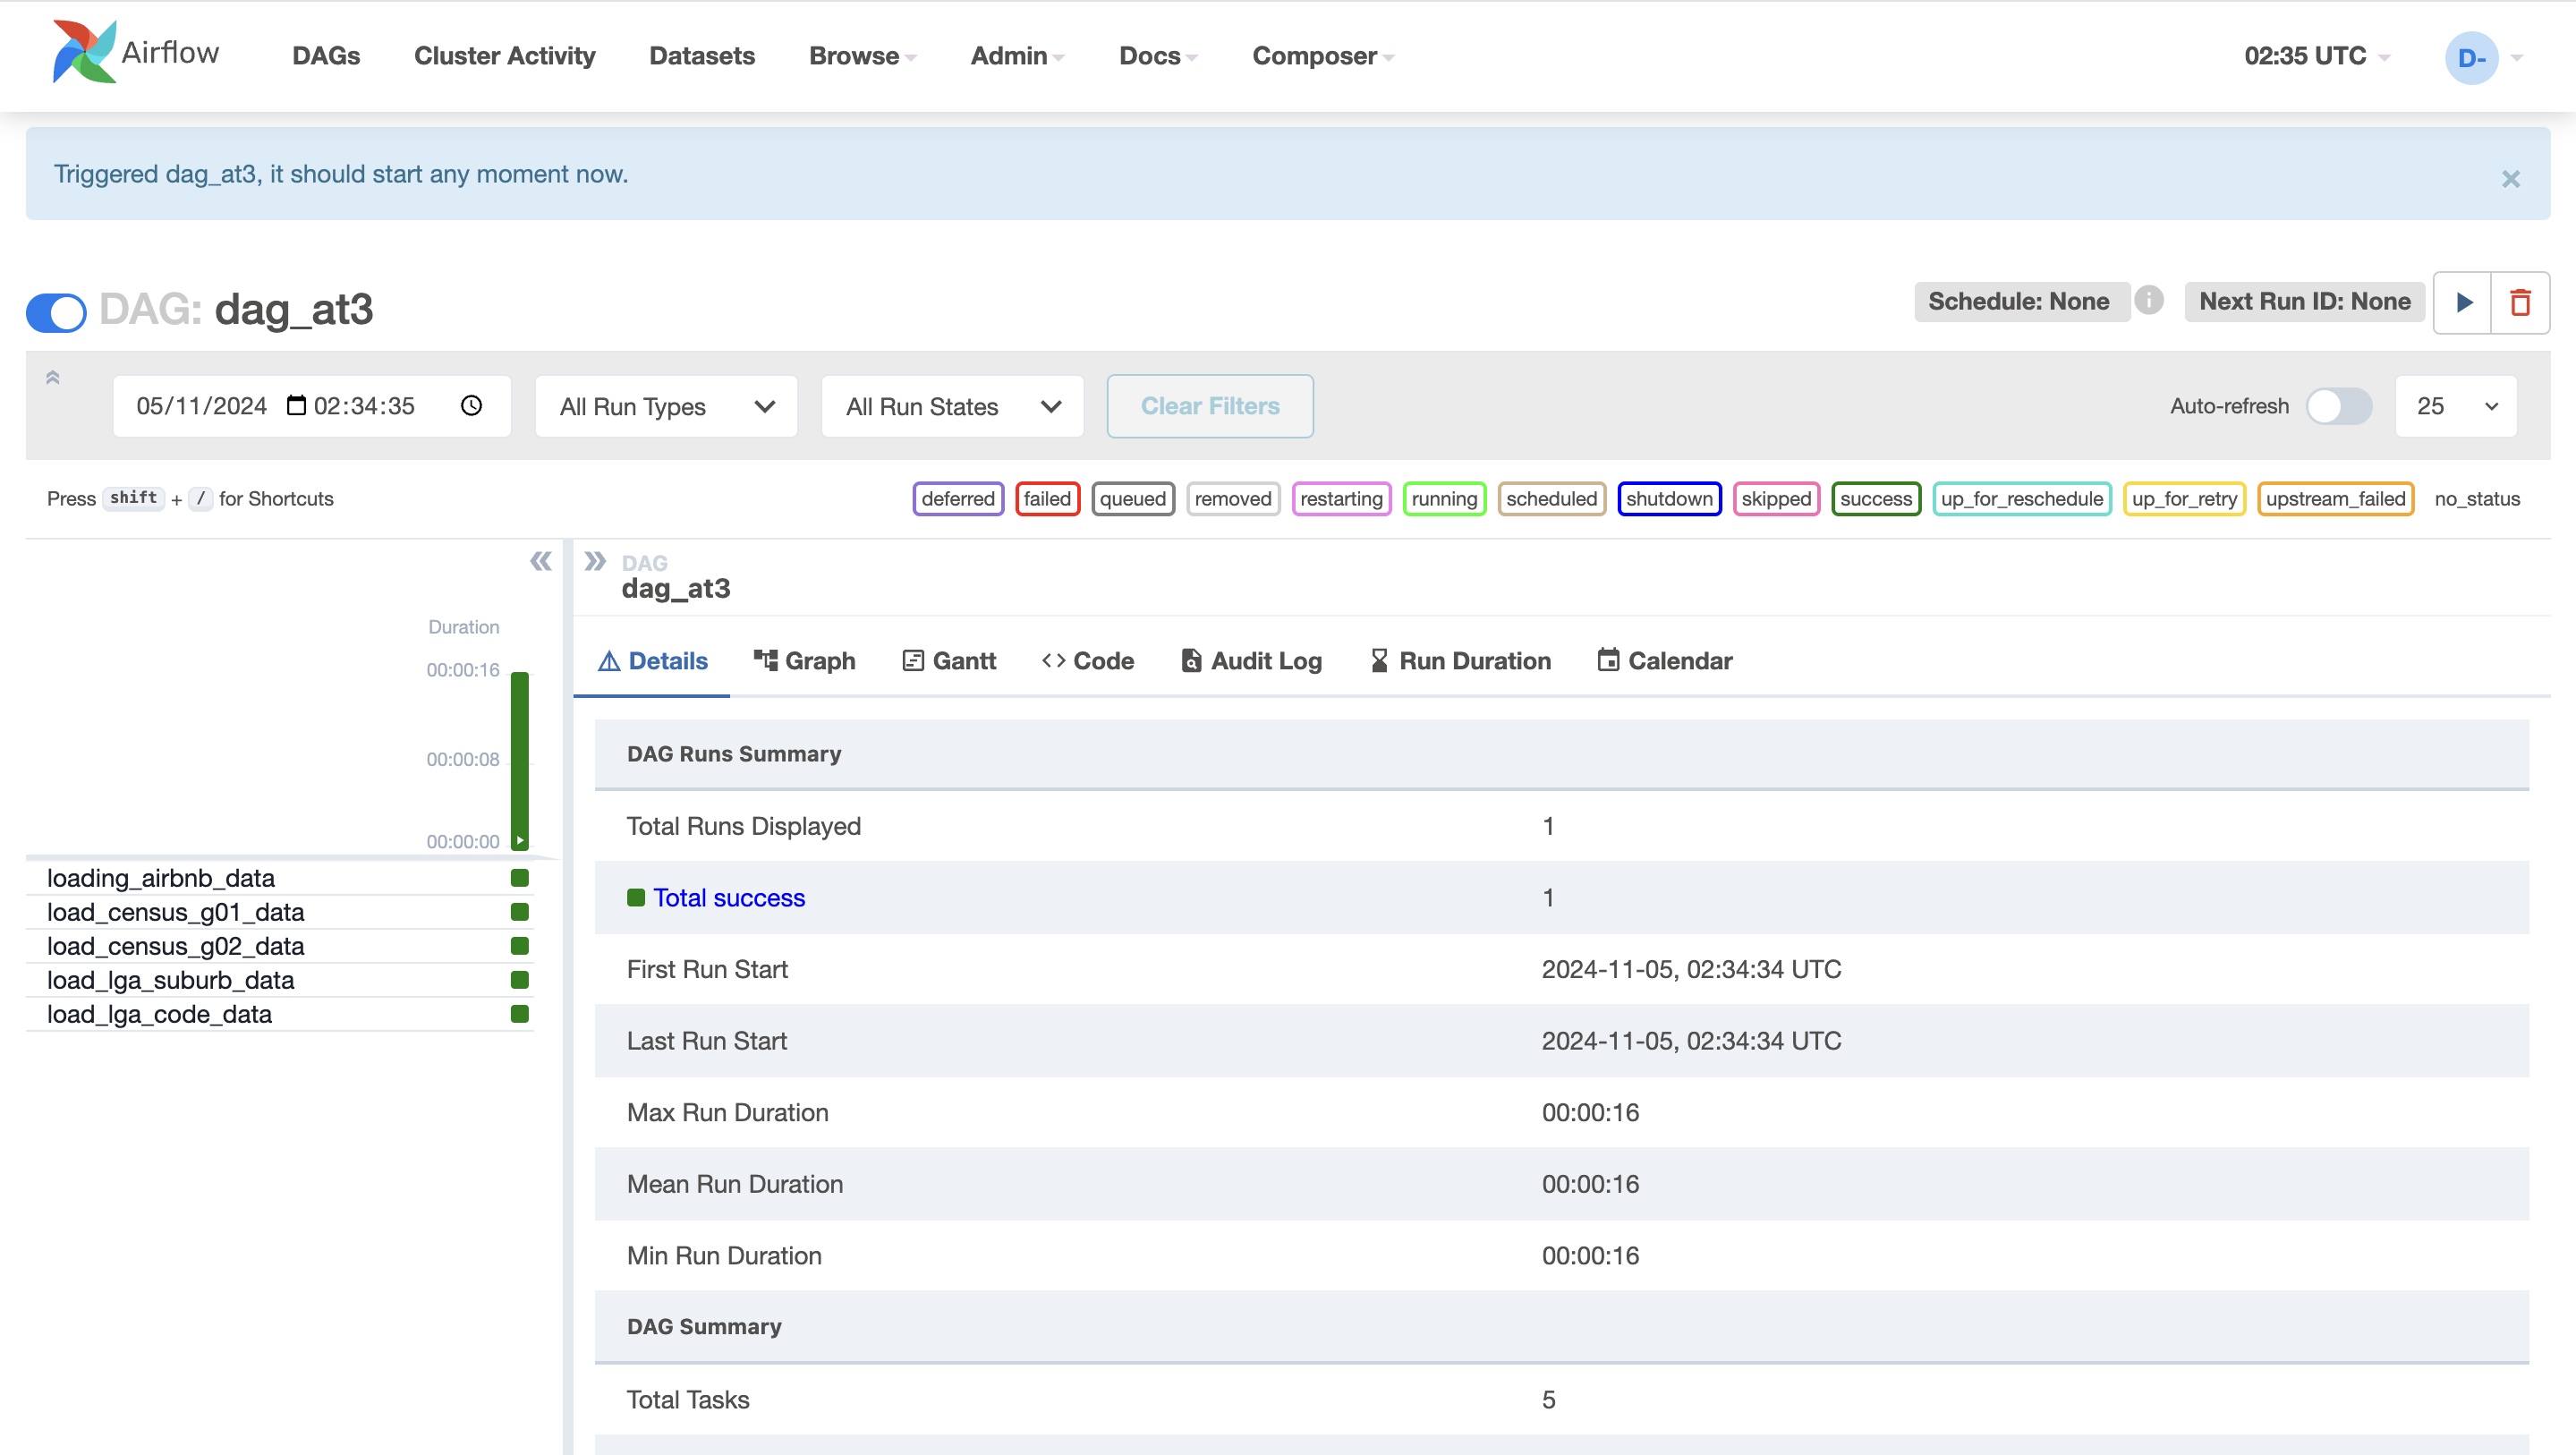 Airflow DAGs Cluster Activity Datasets Browse Admin Docs Composer 02:35 UTC D-
Triggered dag_at3, it should start any moment now. ×
DAG: dag_at3 Schedule: None i Next Run ID: None
05/11/2024 02:34:35 All Run Types All Run States Clear Filters Auto-refresh 25
Press shift + / for Shortcuts deferred failed queued removed restarting running scheduled shutdown skipped success up_for_reschedule up_for_retry upstream_failed no_status
DAG
dag_at3
Duration
00:00:16
00:00:08
00:00:00
loading_airbnb_data
load_census_g01_data
load_census_g02_data
load_lga_suburb_data
load_lga_code_data
Details Graph Gantt Code Audit Log Run Duration Calendar
DAG Runs Summary
Total Runs Displayed 1
Total success 1
First Run Start 2024-11-05, 02:34:34 UTC
Last Run Start 2024-11-05, 02:34:34 UTC
Max Run Duration 00:00:16
Mean Run Duration 00:00:16
Min Run Duration 00:00:16
DAG Summary
Total Tasks 5